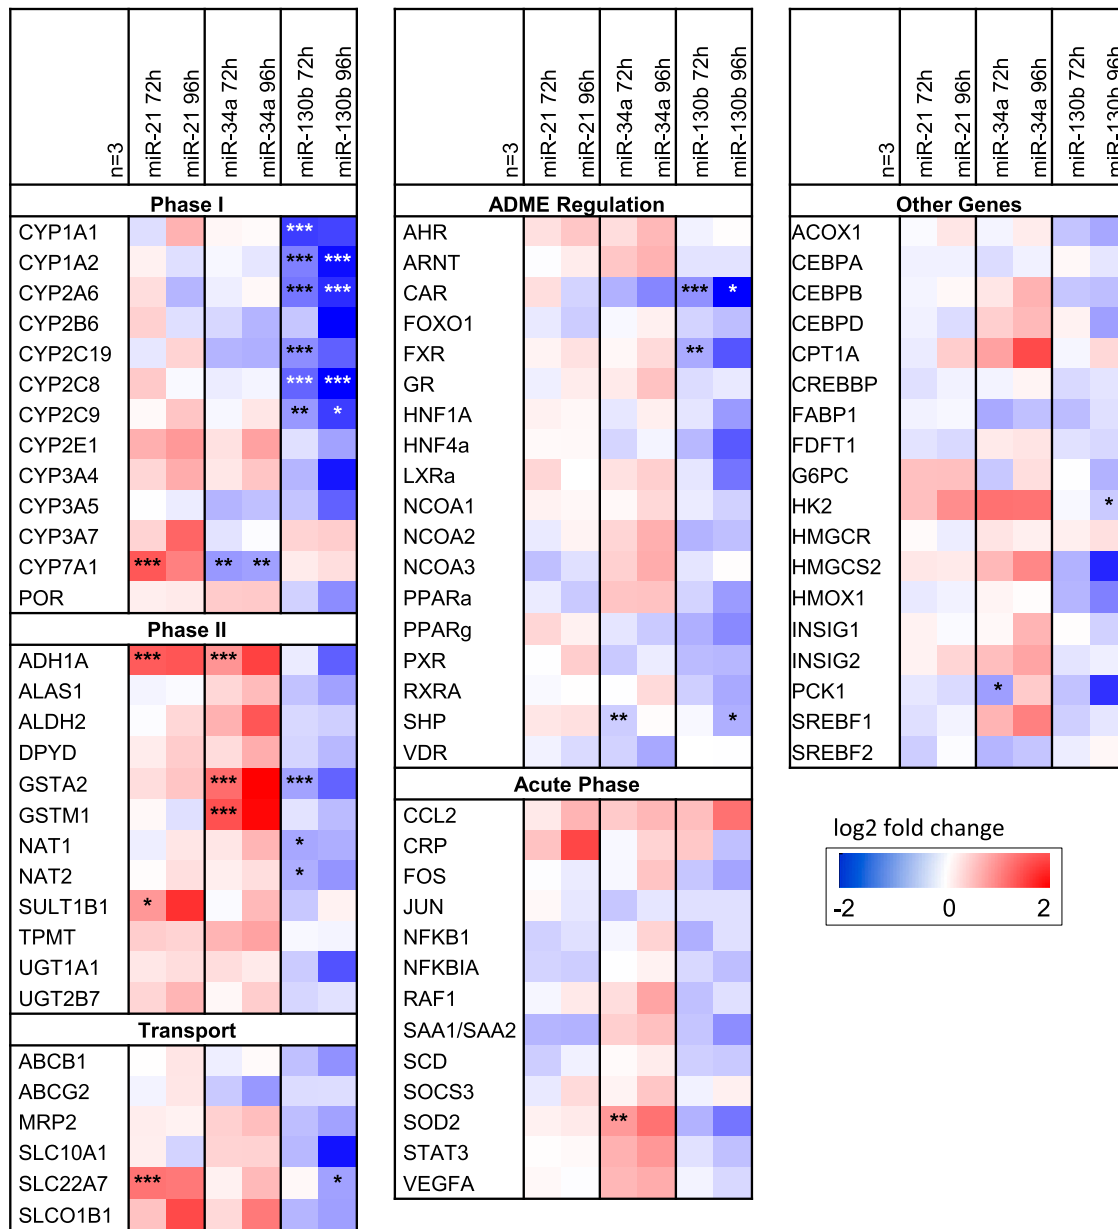 n=3
miR-21 72h
miR-21 96h
miR-34a 72h
miR-34a 96h
miR-130b 72h
miR-130b 96h
Phase I
CYP1A1 ***
CYP1A2 *** ***
CYP2A6 *** ***
CYP2B6
CYP2C19 ***
CYP2C8 *** ***
CYP2C9 ** *
CYP2E1
CYP3A4
CYP3A5
CYP3A7
CYP7A1 *** ** **
POR
Phase II
ADH1A *** ***
ALAS1
ALDH2
DPYD
GSTA2 *** ***
GSTM1 ***
NAT1 *
NAT2 *
SULT1B1 *
TPMT
UGT1A1
UGT2B7
Transport
ABCB1
ABCG2
MRP2
SLC10A1
SLC22A7 *** *
SLCO1B1
n=3
miR-21 72h
miR-21 96h
miR-34a 72h
miR-34a 96h
miR-130b 72h
miR-130b 96h
ADME Regulation
AHR
ARNT
CAR *** *
FOXO1
FXR **
GR
HNF1A
HNF4a
LXRa
NCOA1
NCOA2
NCOA3
PPARa
PPARg
PXR
RXRA
SHP ** *
VDR
Acute Phase
CCL2
CRP
FOS
JUN
NFKB1
NFKBIA
RAF1
SAA1/SAA2
SCD
SOCS3
SOD2 **
STAT3
VEGFA
n=3
miR-21 72h
miR-21 96h
miR-34a 72h
miR-34a 96h
miR-130b 72h
miR-130b 96h
Other Genes
ACOX1
CEBPA
CEBPB
CEBPD
CPT1A
CREBBP
FABP1
FDFT1
G6PC
HK2 *
HMGCR
HMGCS2
HMOX1
INSIG1
INSIG2
PCK1 *
SREBF1
SREBF2
log2 fold change
-2 0 2